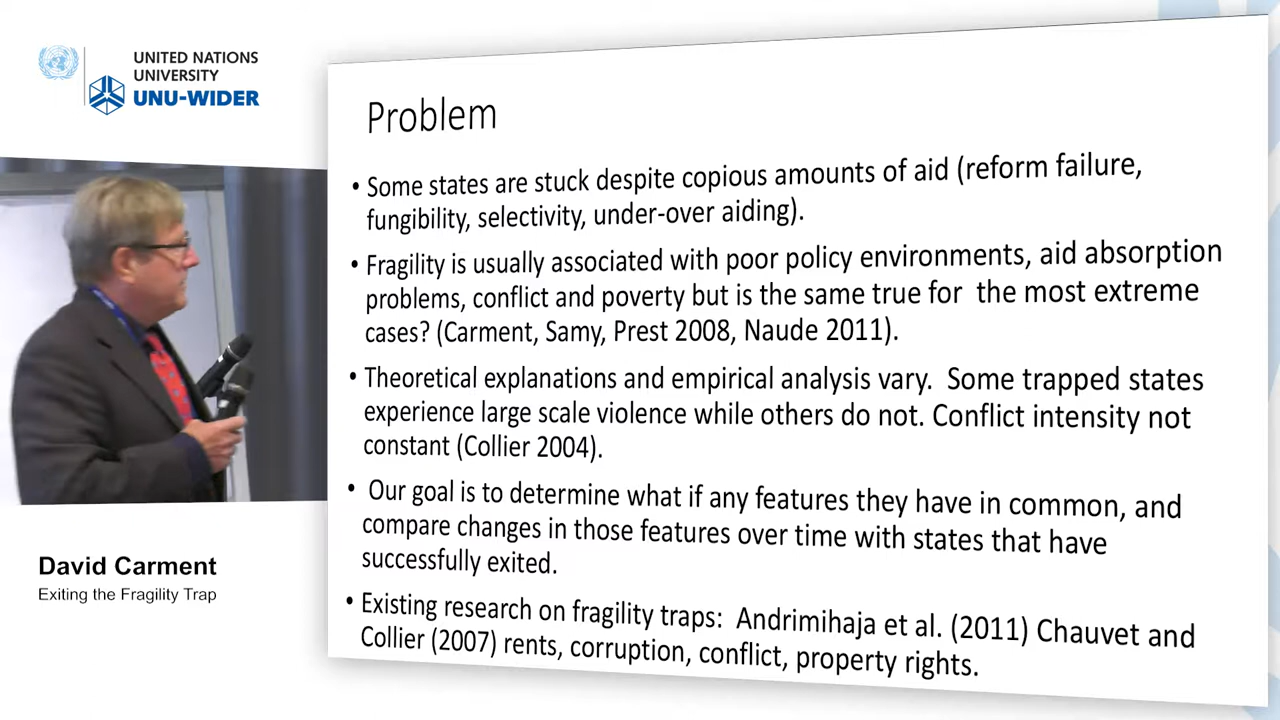 UNITED NATIONS
UNIVERSITY
UNU-WIDER
Problem
• Some states are stuck despite copious amounts of aid (reform failure,
fungibility, selectivity, under-over aiding).
• Fragility is usually associated with poor policy environments, aid absorption
problems, conflict and poverty but is the same true for the most extreme
cases? (Carment, Samy, Prest 2008, Naude 2011).
• Theoretical explanations and empirical analysis vary. Some trapped states
experience large scale violence while others do not. Conflict intensity not
constant (Collier 2004).
• Our goal is to determine what if any features they have in common, and
compare changes in those features over time with states that have
successfully exited.
• Existing research on fragility traps: Andrimihaja et al. (2011) Chauvet and
Collier (2007) rents, corruption, conflict, property rights.
David Carment
Exiting the Fragility Trap